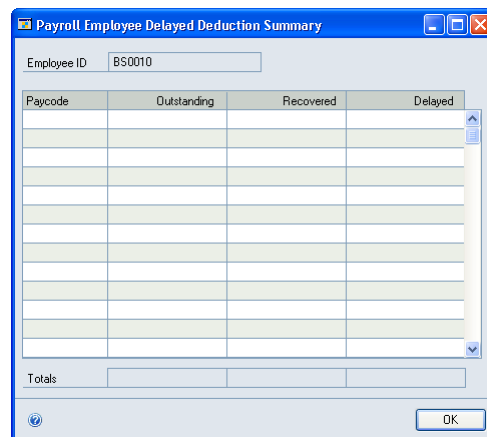 Payroll Employee Delayed Deduction Summary
Employee ID BS0010
Paycode Outstanding Recovered Delayed
Totals
OK